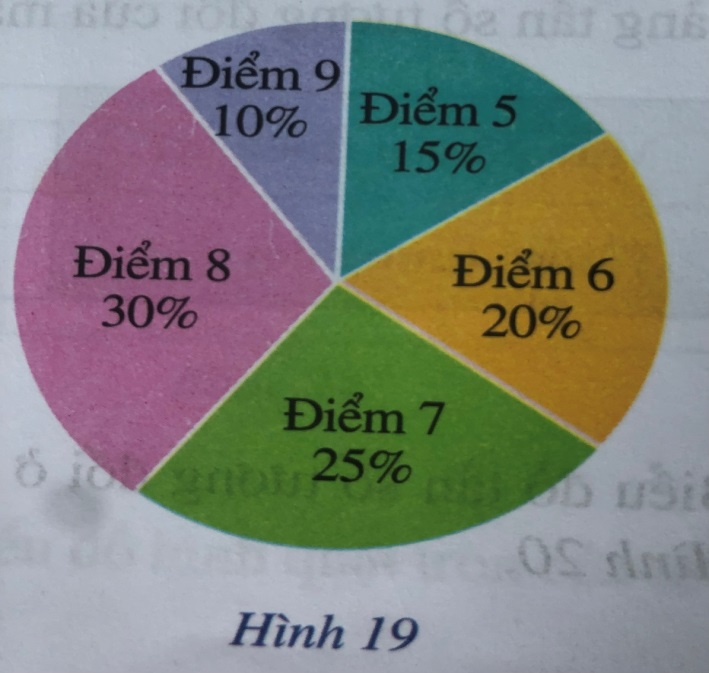 Điểm 9
10%
Điểm 5
15%
Điểm 8
30%
Điểm 6
20%
Điểm 7
25%
Hình 19